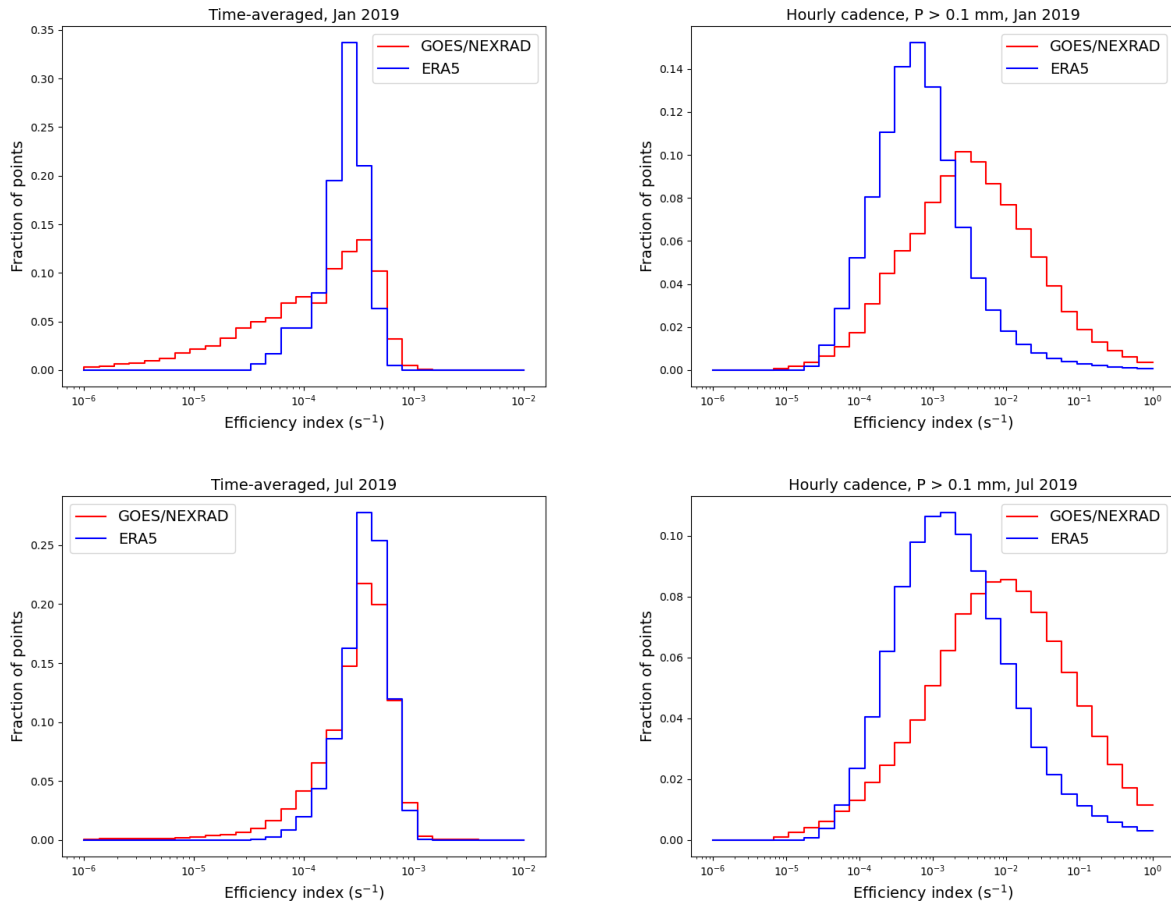 Time-averaged, Jan 2019
GOES/NEXRAD
ERA5
Fraction of points
0.35
0.30
0.25
0.20
0.15
0.10
0.05
0.00
10⁻⁶ 10⁻⁵ 10⁻⁴ 10⁻³ 10⁻²
Efficiency index (s⁻¹)
Hourly cadence, P > 0.1 mm, Jan 2019
GOES/NEXRAD
ERA5
Fraction of points
0.14
0.12
0.10
0.08
0.06
0.04
0.02
0.00
10⁻⁶ 10⁻⁵ 10⁻⁴ 10⁻³ 10⁻² 10⁻¹ 10⁰
Efficiency index (s⁻¹)
Time-averaged, Jul 2019
GOES/NEXRAD
ERA5
Fraction of points
0.25
0.20
0.15
0.10
0.05
0.00
10⁻⁶ 10⁻⁵ 10⁻⁴ 10⁻³ 10⁻²
Efficiency index (s⁻¹)
Hourly cadence, P > 0.1 mm, Jul 2019
GOES/NEXRAD
ERA5
Fraction of points
0.10
0.08
0.06
0.04
0.02
0.00
10⁻⁶ 10⁻⁵ 10⁻⁴ 10⁻³ 10⁻² 10⁻¹ 10⁰
Efficiency index (s⁻¹)